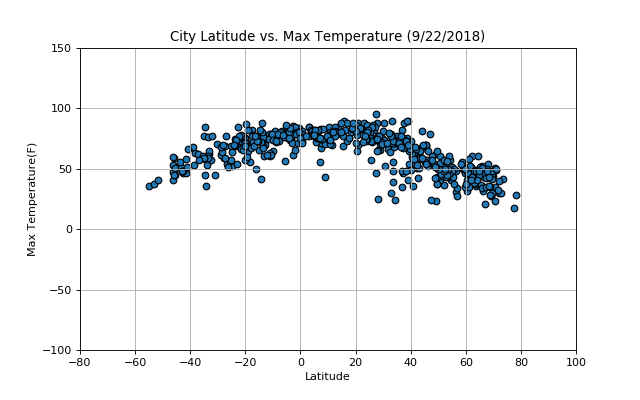 City Latitude vs. Max Temperature (9/22/2018)
150
100
50
0
−50
−100
Max Temperature(F)
−80 −60 −40 −20 0 20 40 60 80 100
Latitude